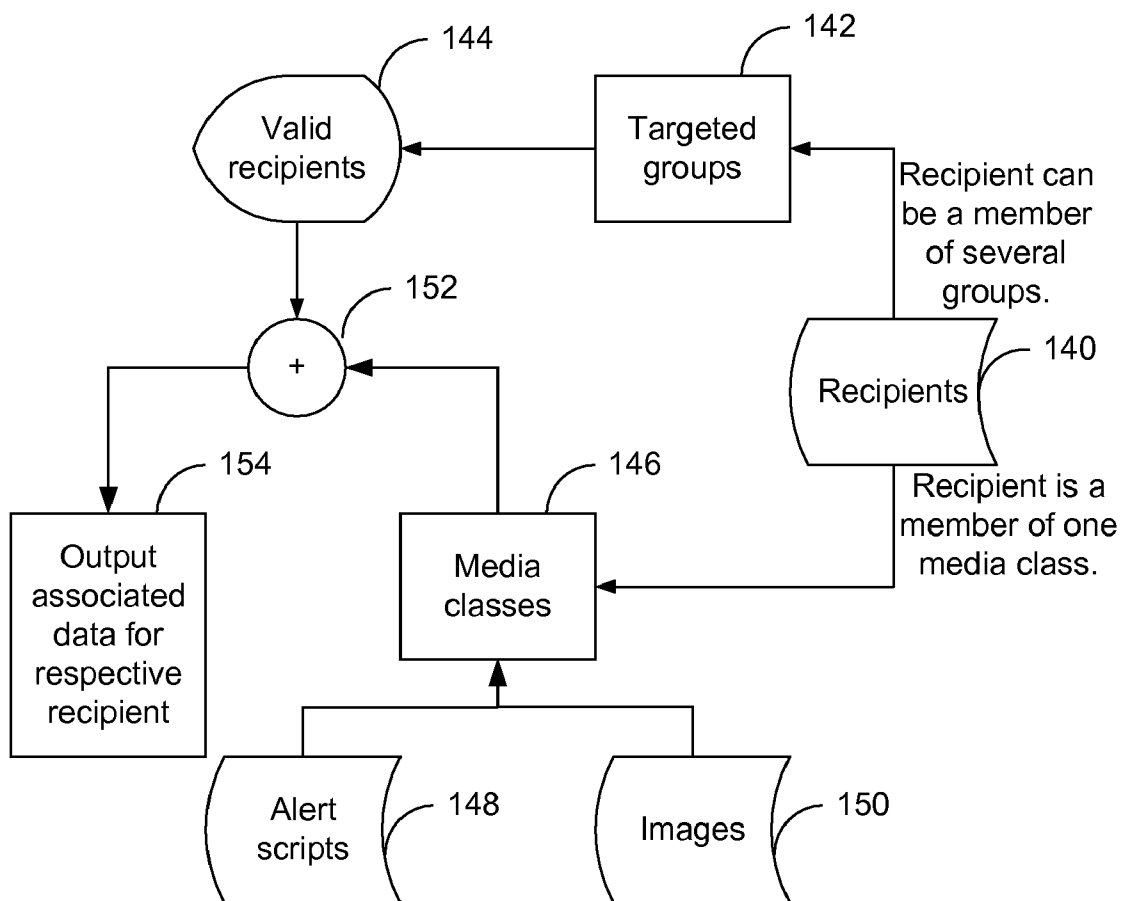 144
142
Valid
recipients
Targeted
groups
Recipient can
be a member
of several
groups.
152
+
140
Recipients
154
146
Recipient is a
member of one
media class.
Output
associated
data for
respective
recipient
Media
classes
Alert
scripts
148
Images
150